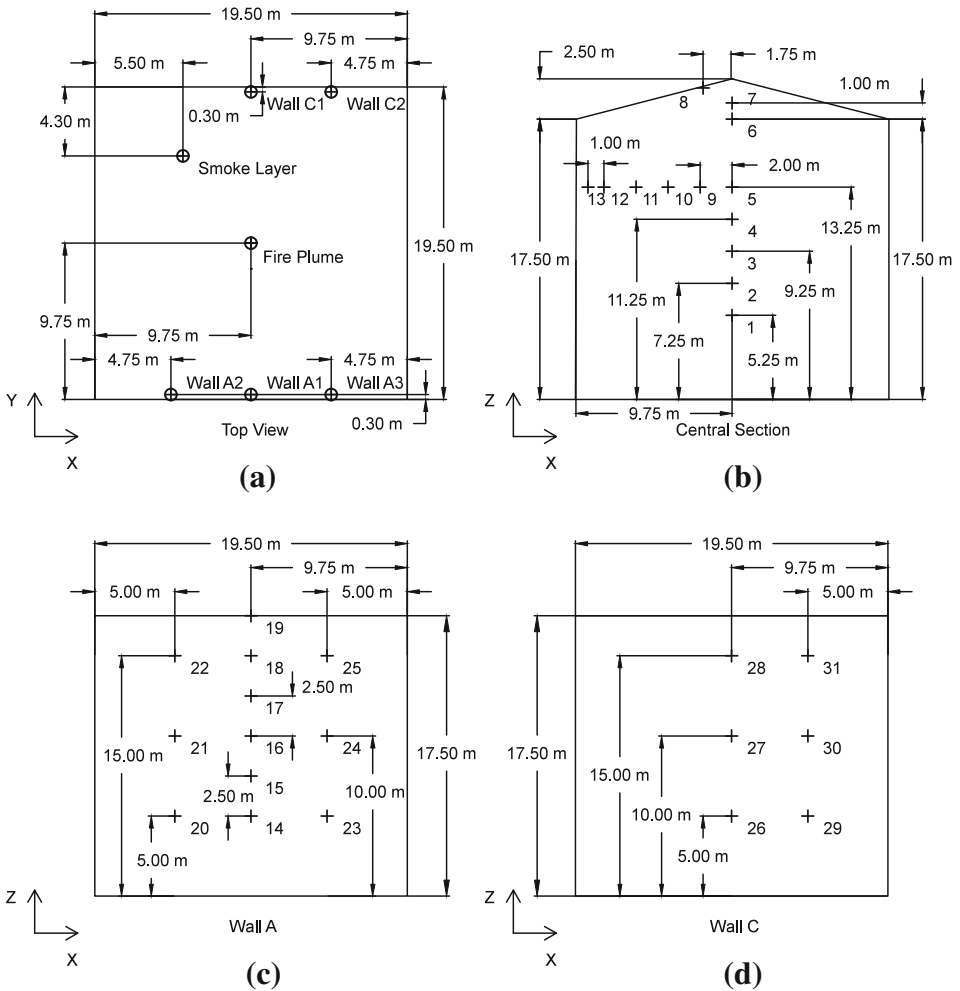 19.50 m
9.75 m
5.50 m
4.75 m
Wall C1
Wall C2
4.30 m
0.30 m
Smoke Layer
19.50 m
Fire Plume
9.75 m
9.75 m
4.75 m
4.75 m
Wall A2
Wall A1
Wall A3
0.30 m
Y
X
Top View
(a)
2.50 m
1.75 m
1.00 m
8
7
6
1.00 m
2.00 m
13
12
11
10
9
5
13.25 m
4
17.50 m
17.50 m
3
11.25 m
9.25 m
2
7.25 m
1
5.25 m
9.75 m
Z
X
Central Section
(b)
19.50 m
9.75 m
5.00 m
5.00 m
19
22
18
25
2.50 m
17
15.00 m
21
16
24
17.50 m
2.50 m
15
10.00 m
20
14
23
5.00 m
Z
X
Wall A
(c)
19.50 m
9.75 m
5.00 m
28
31
17.50 m
15.00 m
27
30
10.00 m
26
29
5.00 m
Z
X
Wall C
(d)